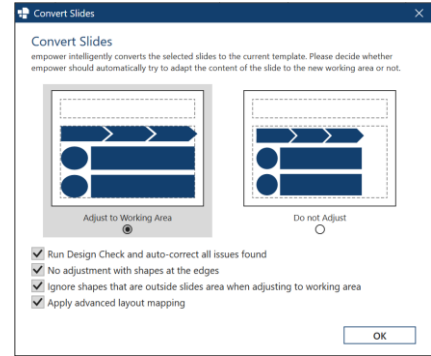 Convert Slides
Convert Slides
empower intelligently converts the selected slides to the current template. Please decide whether
empower should automatically try to adapt the content of the slide to the new working area or not.
Adjust to Working Area
Do not Adjust
Run Design Check and auto-correct all issues found
No adjustment with shapes at the edges
Ignore shapes that are outside slides area when adjusting to working area
Apply advanced layout mapping
OK